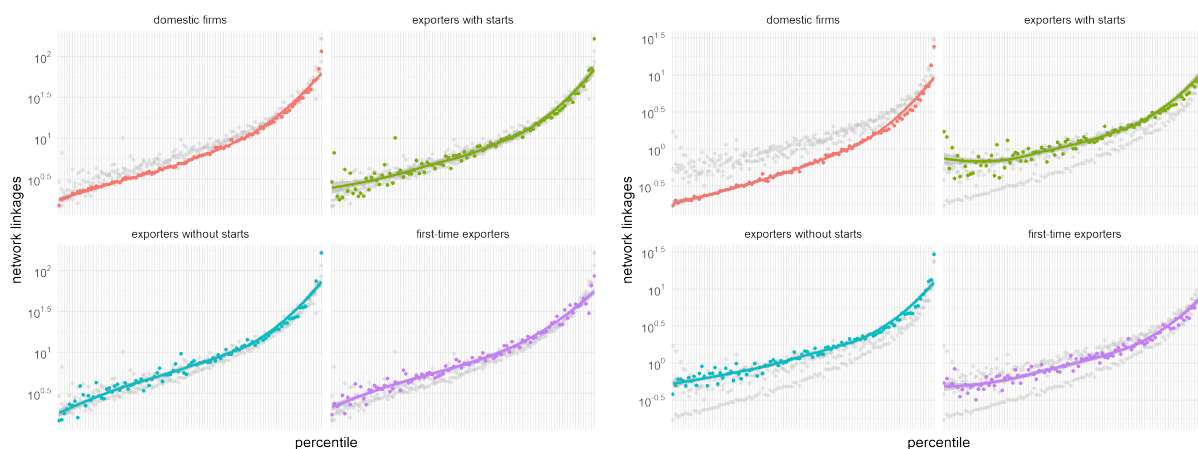 domestic firms
exporters with starts
10^2
10^1.5
10^1
10^0.5
exporters without starts
first-time exporters
10^2
10^1.5
10^1
10^0.5
network linkages
percentile
domestic firms
exporters with starts
10^1.5
10^1
10^0.5
10^0
10^-0.5
exporters without starts
first-time exporters
10^1.5
10^1
10^0.5
10^0
10^-0.5
network linkages
percentile